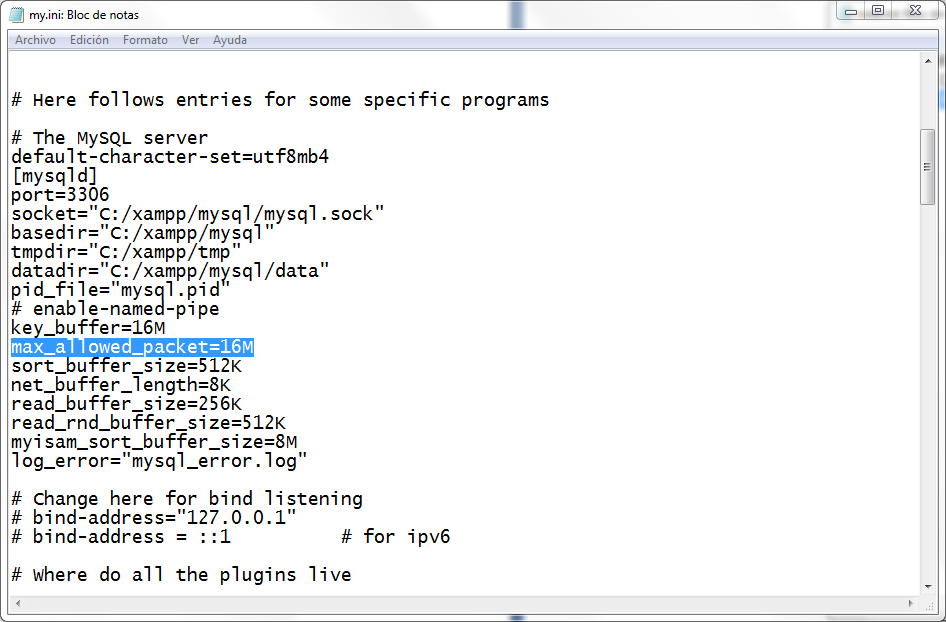 my.ini: Bloc de notas
Archivo Edición Formato Ver Ayuda
# Here follows entries for some specific programs
# The MySQL server
default-character-set=utf8mb4
[mysqld]
port=3306
socket="C:/xampp/mysql/mysql.sock"
basedir="C:/xampp/mysql"
tmpdir="C:/xampp/tmp"
datadir="C:/xampp/mysql/data"
pid_file="mysql.pid"
# enable-named-pipe
key_buffer=16M
max_allowed_packet=16M
sort_buffer_size=512K
net_buffer_length=8K
read_buffer_size=256K
read_rnd_buffer_size=512K
myisam_sort_buffer_size=8M
log_error="mysql_error.log"
# Change here for bind listening
# bind-address="127.0.0.1"
# bind-address = ::1 # for ipv6
# Where do all the plugins live